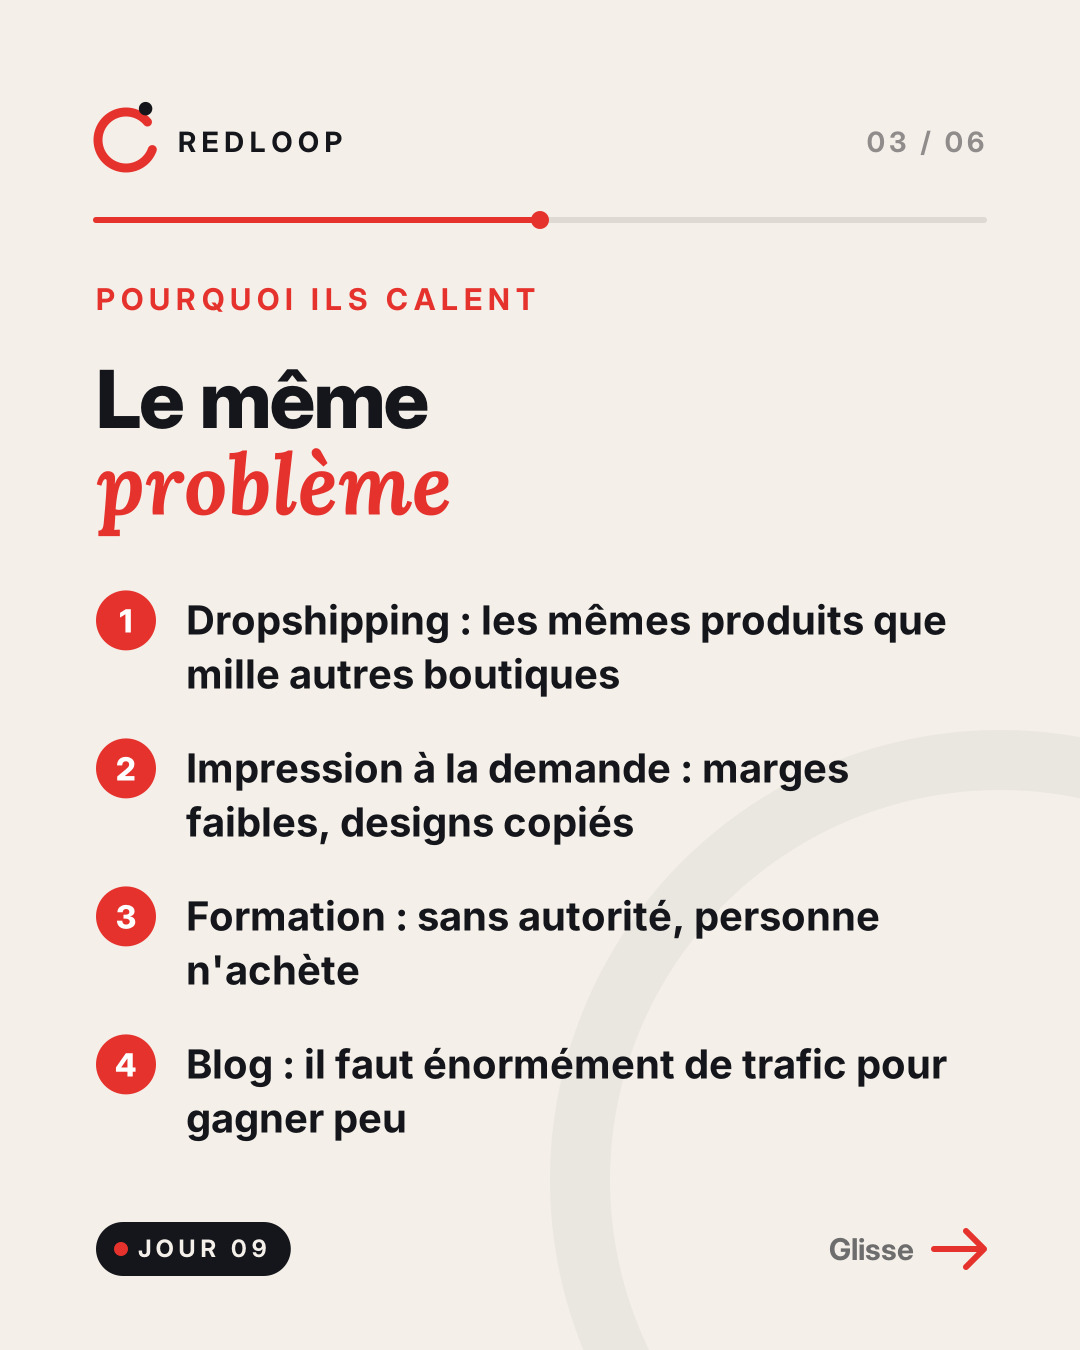 REDLOOP
03 / 06
POURQUOI ILS CALENT
Le même
problème
1 Dropshipping : les mêmes produits que
mille autres boutiques
2 Impression à la demande : marges
faibles, designs copiés
3 Formation : sans autorité, personne
n'achète
4 Blog : il faut énormément de trafic pour
gagner peu
JOUR 09
Glisse